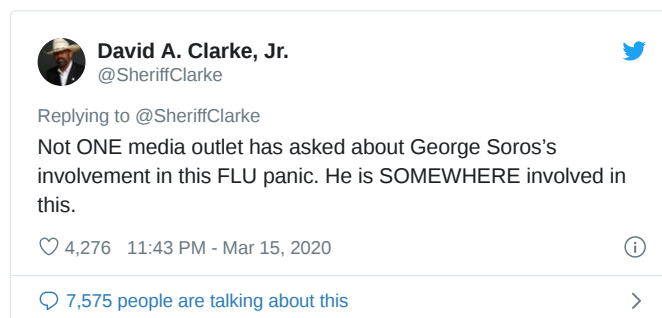 David A. Clarke, Jr.
@SheriffClarke
Replying to @SheriffClarke
Not ONE media outlet has asked about George Soros’s
involvement in this FLU panic. He is SOMEWHERE involved in
this.
4,276 11:43 PM - Mar 15, 2020
7,575 people are talking about this